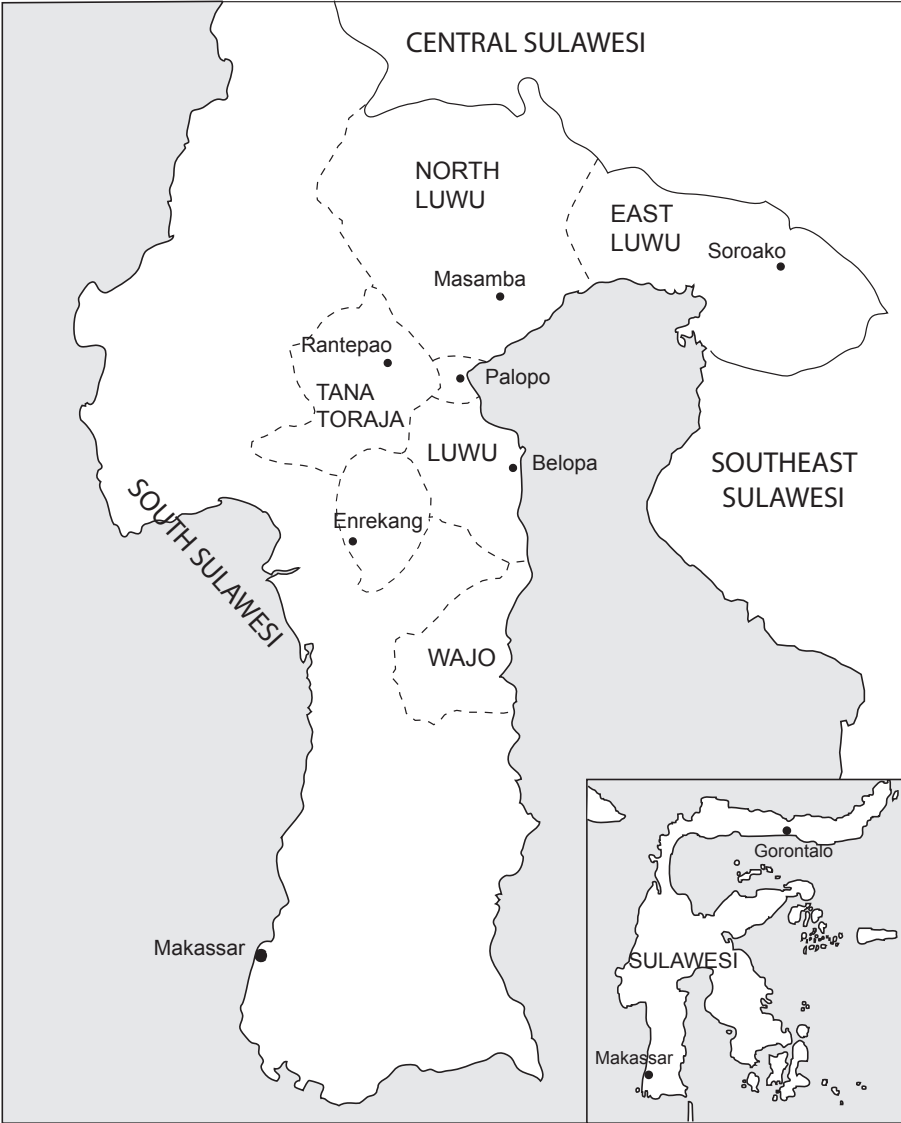 CENTRAL SULAWESI
NORTH
LUWU
EAST
LUWU
Soroako
Masamba
Rantepao
Palopo
TANA
TORAJA
LUWU
Belopa
SOUTHEAST
SULAWESI
SOUTH SULAWESI
Enrekang
WAJO
Makassar
Gorontalo
SULAWESI
Makassar